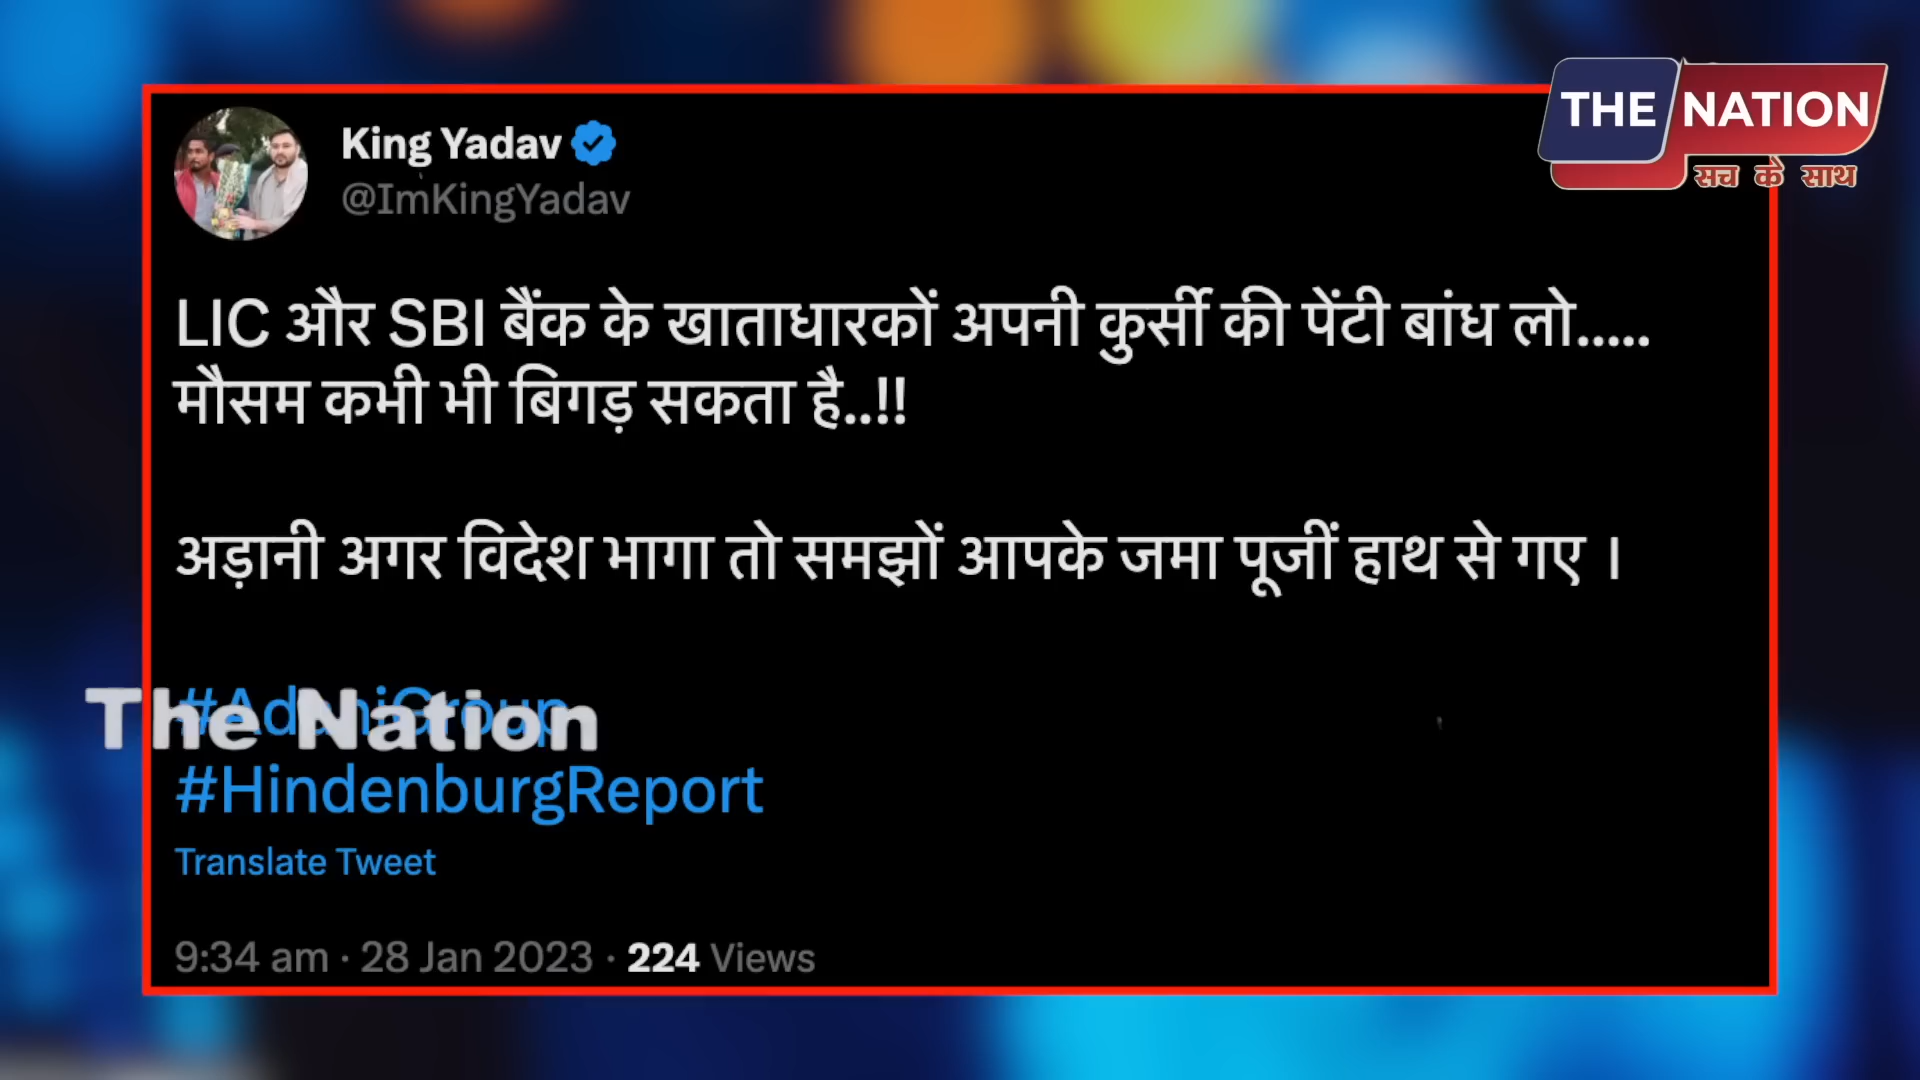 THE NATION
सच के साथ
King Yadav
@ImKingYadav
LIC और SBI बैंक के खाताधारकों अपनी कुर्सी की पेंटी बांध लो.....
मौसम कभी भी बिगड़ सकता है..!!
अड़ानी अगर विदेश भागा तो समझों आपके जमा पूजीं हाथ से गए ।
#AdaniGroup
The Nation
#HindenburgReport
Translate Tweet
9:34 am · 28 Jan 2023 · 224 Views